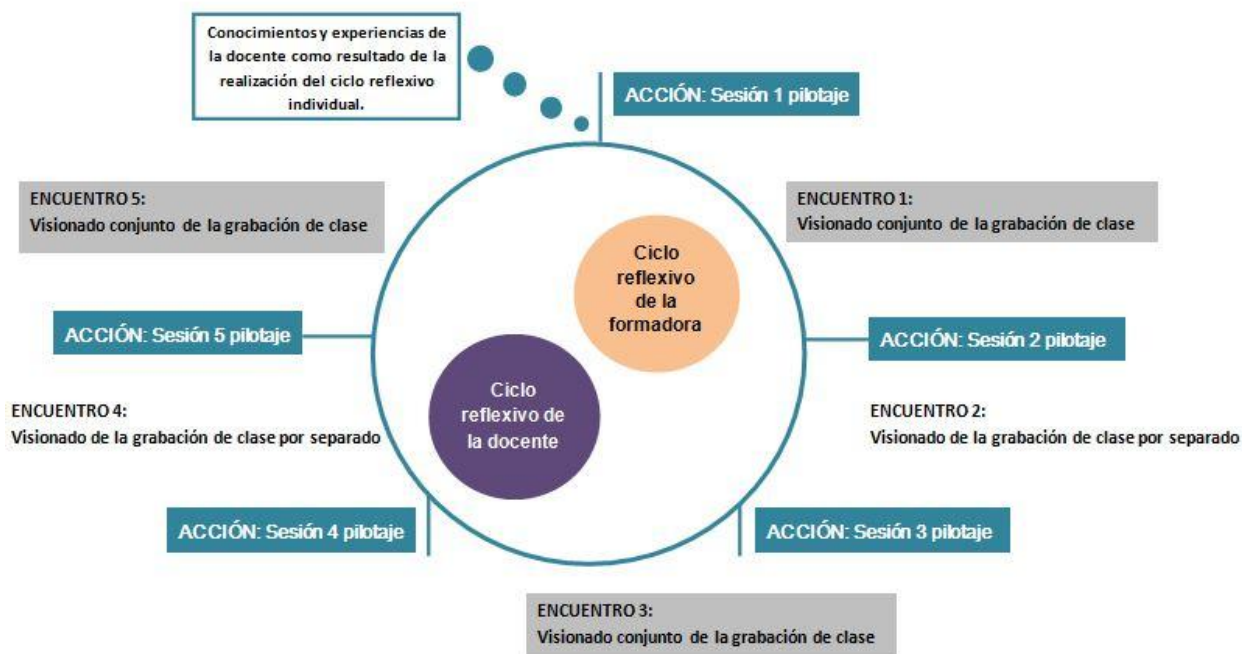 Conocimientos y experiencias de
la docente como resultado de la
realización del ciclo reflexivo
individual.
ACCIÓN: Sesión 1 pilotaje
ENCUENTRO 5:
Visionado conjunto de la grabación de clase
ENCUENTRO 1:
Visionado conjunto de la grabación de clase
Ciclo
reflexivo
de la
formadora
ACCIÓN: Sesión 5 pilotaje
ACCIÓN: Sesión 2 pilotaje
Ciclo
reflexivo de
la docente
ENCUENTRO 4:
Visionado de la grabación de clase por separado
ENCUENTRO 2:
Visionado de la grabación de clase por separado
ACCIÓN: Sesión 4 pilotaje
ACCIÓN: Sesión 3 pilotaje
ENCUENTRO 3:
Visionado conjunto de la grabación de clase